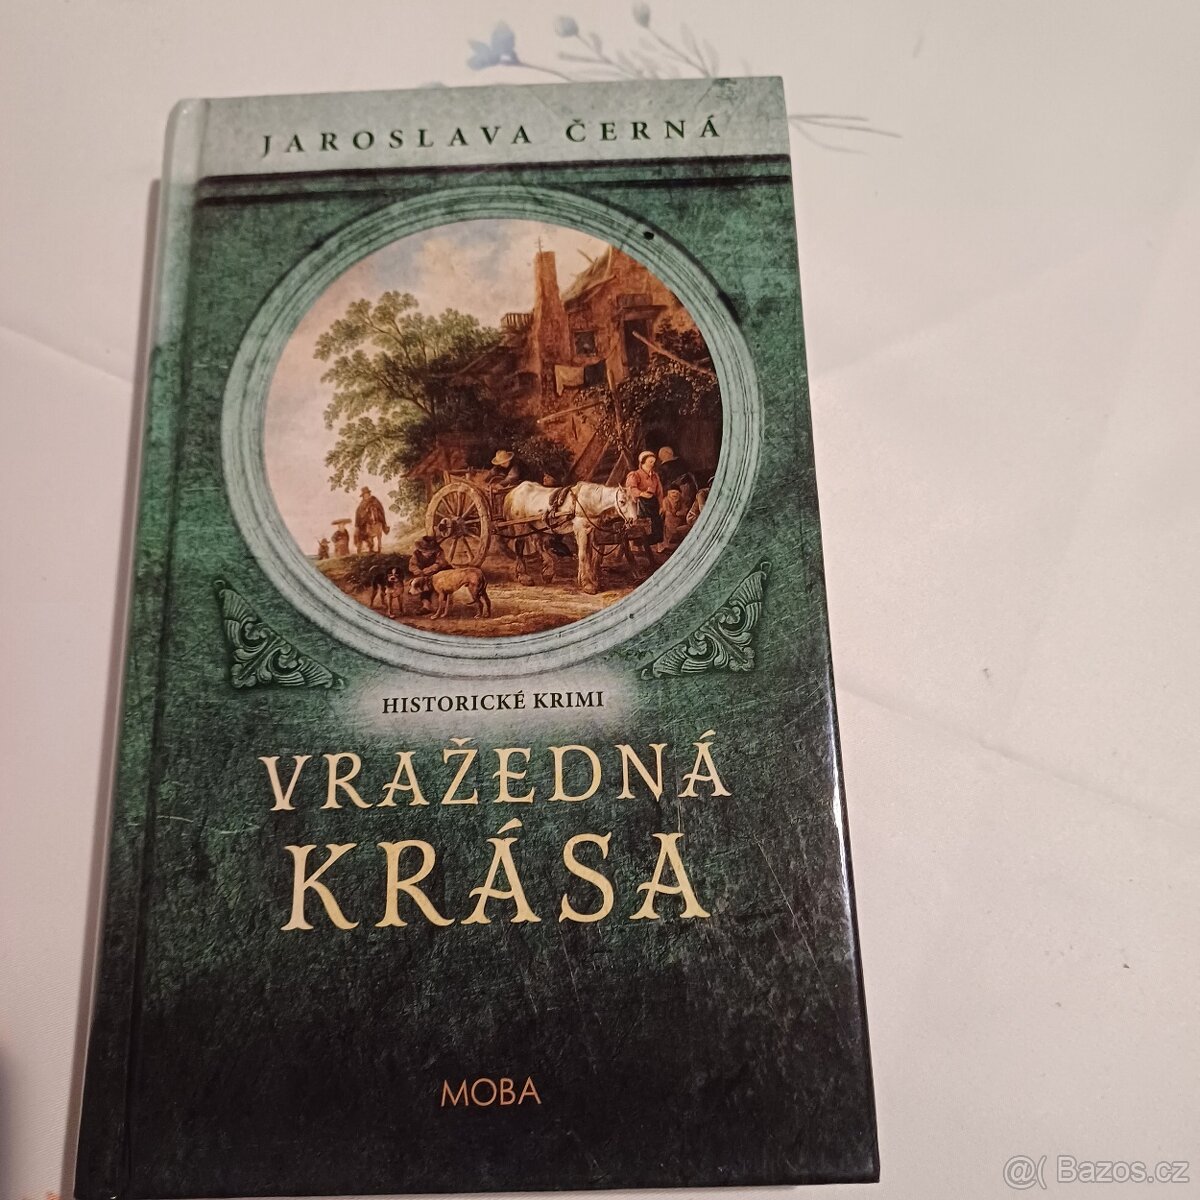 JAROSLAVA ČERNÁ
HISTORICKÉ KRIMI
VRAŽEDNÁ
KRÁSA
MOBA
@( Bazos.cz